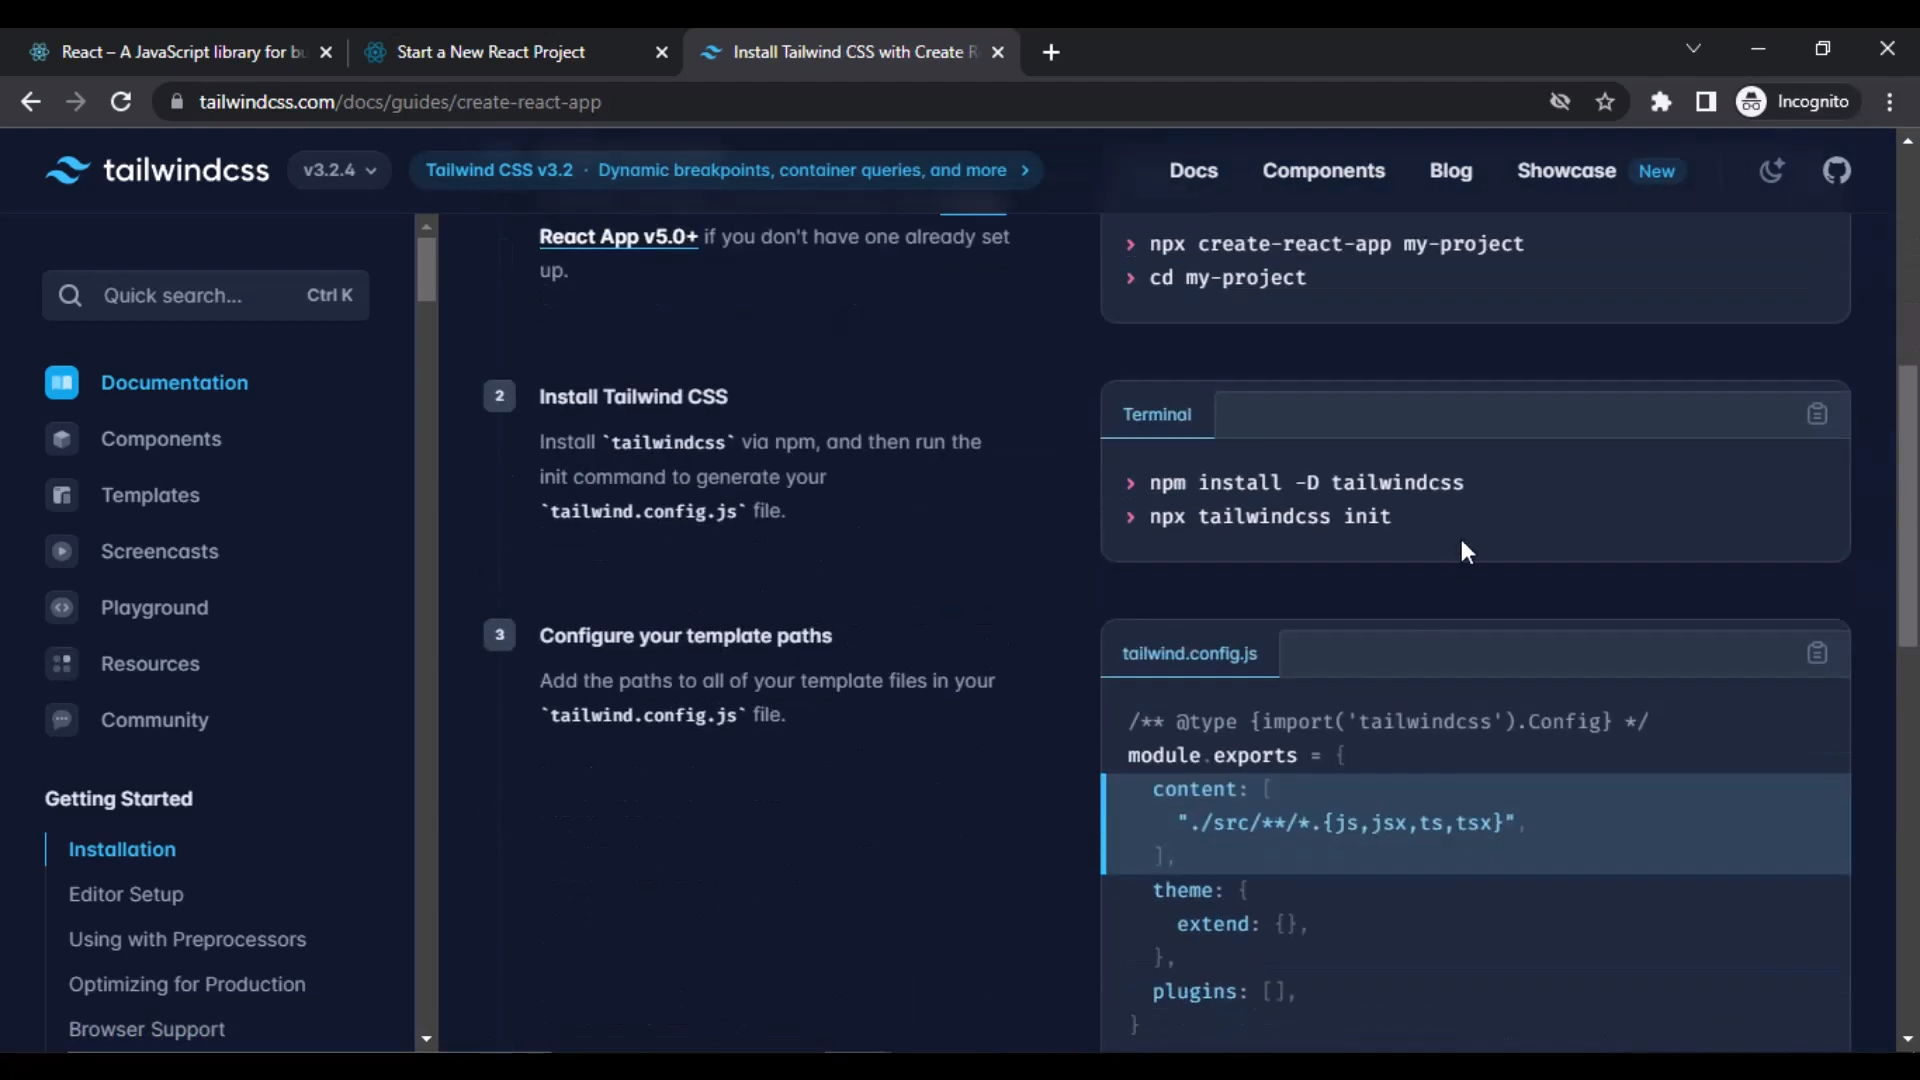 React – A JavaScript library for bu
Start a New React Project
Install Tailwind CSS with Create R
tailwindcss.com/docs/guides/create-react-app
Incognito
tailwindcss
v3.2.4
Tailwind CSS v3.2 · Dynamic breakpoints, container queries, and more
Docs
Components
Blog
Showcase
New
Quick search...
Ctrl K
Documentation
Components
Templates
Screencasts
Playground
Resources
Community
Getting Started
Installation
Editor Setup
Using with Preprocessors
Optimizing for Production
Browser Support
React App v5.0+ if you don't have one already set
up.
> npx create-react-app my-project
> cd my-project
2
Install Tailwind CSS
Install `tailwindcss` via npm, and then run the
init command to generate your
`tailwind.config.js` file.
Terminal
> npm install -D tailwindcss
> npx tailwindcss init
3
Configure your template paths
Add the paths to all of your template files in your
`tailwind.config.js` file.
tailwind.config.js
/** @type {import('tailwindcss').Config} */
module.exports = {
content: [
"./src/**/*.{js,jsx,ts,tsx}",
],
theme: {
extend: {},
},
plugins: [],
}